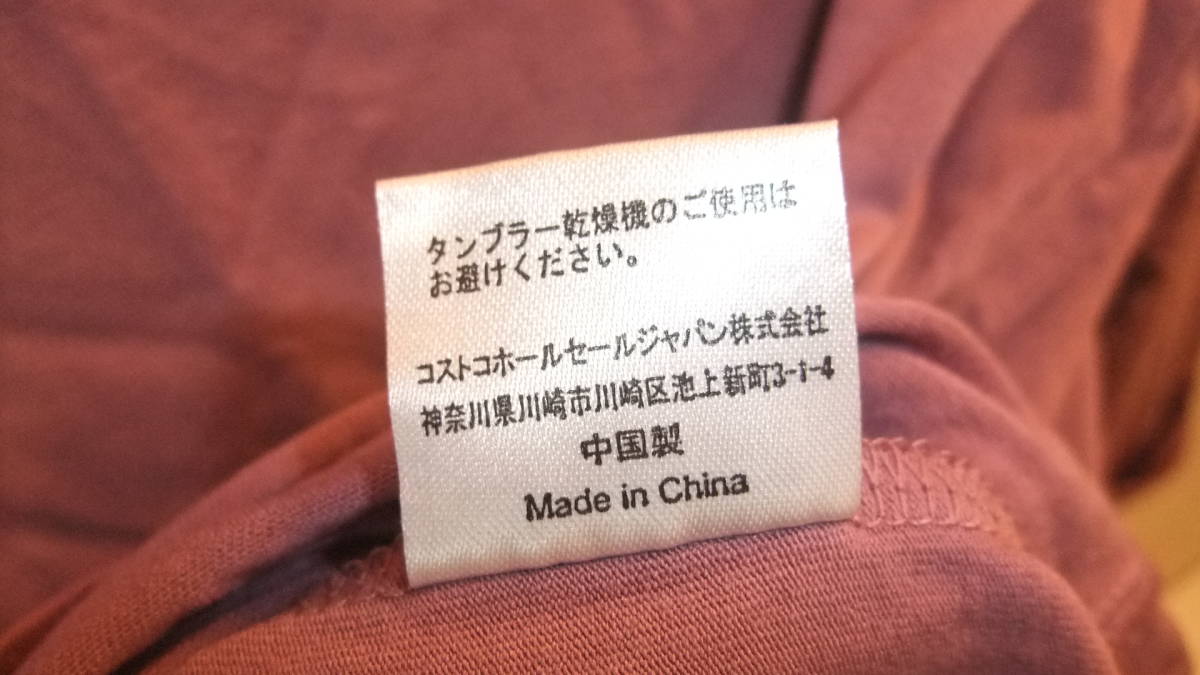 タンブラー乾燥機のご使用は
お避けください。
コストコホールセールジャパン株式会社
神奈川県川崎市川崎区池上新町3-1-4
中国製
Made in China